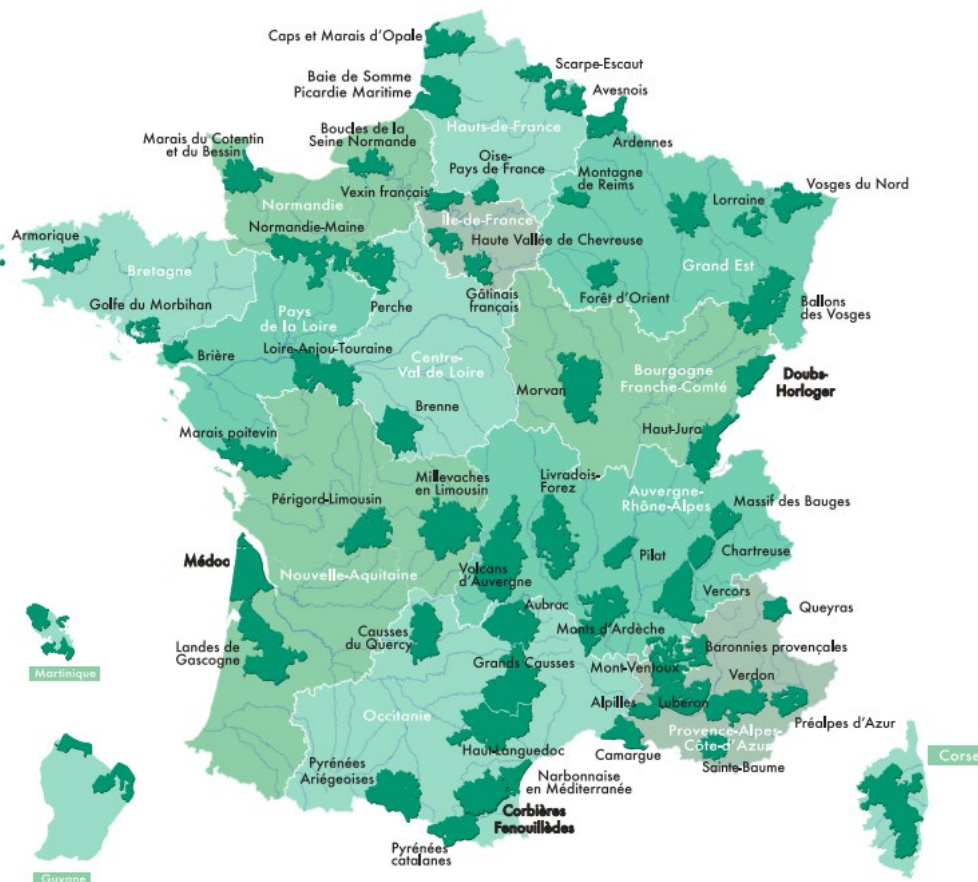 Caps et Marais d'Opale
Scarpe-Escaut
Baie de Somme
Picardie Maritime
Avesnois
Hauts-de-France
Ardennes
Marais du Cotentin
et du Bessin
Boucles de la
Seine Normande
Oise-
Pays de France
Montagne
de Reims
Vosges du Nord
Vexin français
Lorraine
Normandie
Île-de-France
Armorique
Normandie-Maine
Haute Vallée de Chevreuse
Bretagne
Grand Est
Golfe du Morbihan
Perche
Gâtinais
français
Forêt d'Orient
Ballons
des Vosges
Pays
de la Loire
Brière
Loire-Anjou-Touraine
Centre-
Val de Loire
Bourgogne
Franche-Comté
Doubs-
Horloger
Morvan
Brenne
Marais poitevin
Haut-Jura
Millevaches
en Limousin
Livradois-
Forez
Périgord-Limousin
Auvergne-
Rhône-Alpes
Massif des Bauges
Médoc
Pilat
Chartreuse
Nouvelle-Aquitaine
Volcans
d'Auvergne
Vercors
Aubrac
Queyras
Causses
du Quercy
Monts d'Ardèche
Landes de
Gascogne
Baronnies provençales
Grands Causses
Mont-Ventoux
Martinique
Verdon
Alpilles
Luberon
Occitanie
Préalpes d'Azur
Provence-Alpes-
Côte-d'Azur
Haut-Languedoc
Camargue
Corse
Sainte-Baume
Pyrénées
Ariégeoises
Narbonnaise
en Méditerranée
Corbières
Fenouillèdes
Pyrénées
catalanes
Guyane